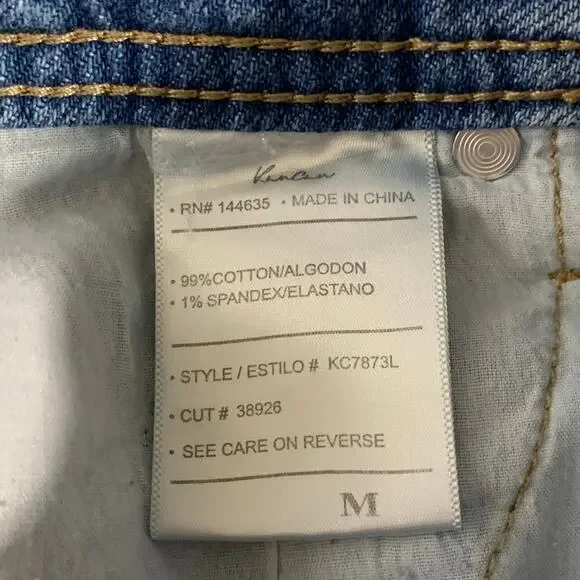 KanCan
• RN# 144635 • MADE IN CHINA
• 99%COTTON/ALGODON
• 1% SPANDEX/ELASTANO
• STYLE / ESTILO # KC7873L
• CUT # 38926
• SEE CARE ON REVERSE
M